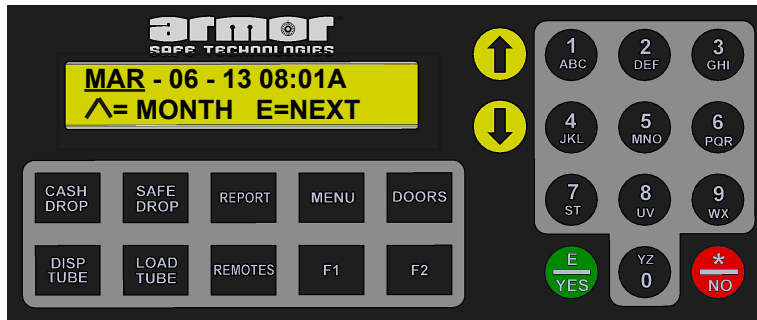 armor
SAFE TECHNOLOGIES
MAR - 06 - 13 08:01A
^= MONTH E=NEXT
CASH DROP
SAFE DROP
REPORT
MENU
DOORS
DISP TUBE
LOAD TUBE
REMOTES
F1
F2
1
ABC
2
DEF
3
GHI
4
JKL
5
MNO
6
PQR
7
ST
8
UV
9
WX
E
YES
YZ
0
*
NO